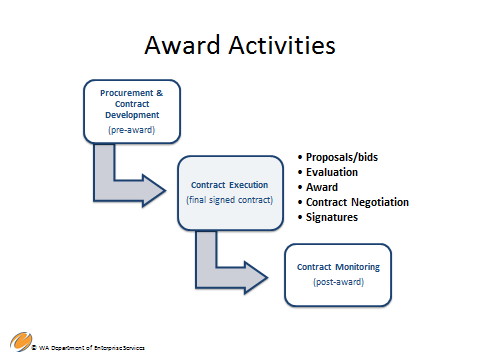 Award Activities
Procurement &
Contract
Development
(pre-award)
Contract Execution
(final signed contract)
• Proposals/bids
• Evaluation
• Award
• Contract Negotiation
• Signatures
Contract Monitoring
(post-award)
© WA Department of Enterprise Services